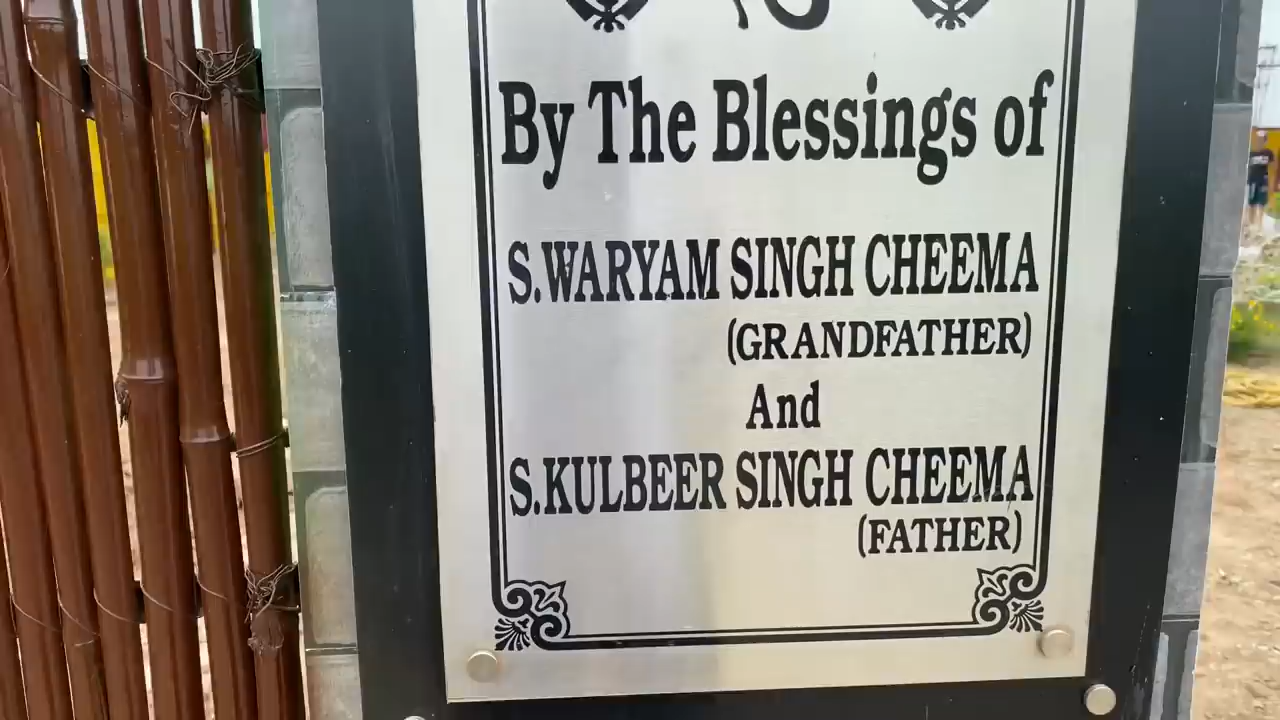 By The Blessings of
S.WARYAM SINGH CHEEMA
(GRANDFATHER)
And
S.KULBEER SINGH CHEEMA
(FATHER)